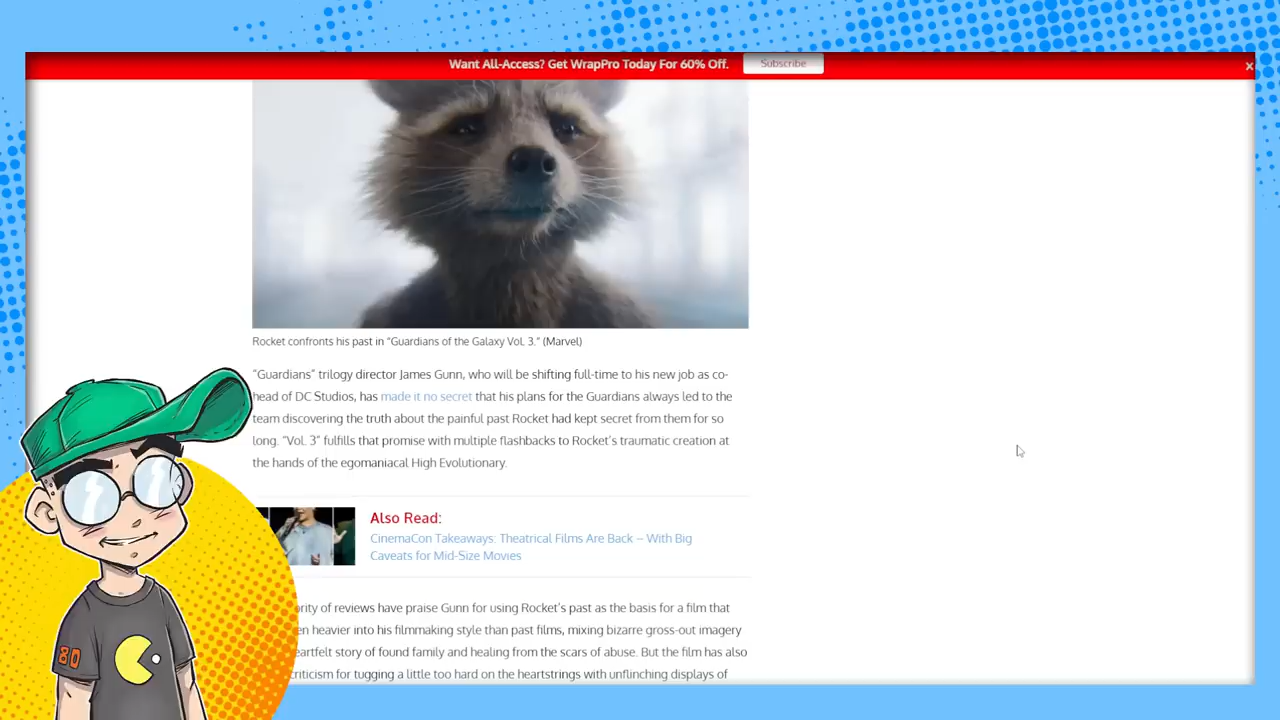 Want All-Access? Get WrapPro Today For 60% Off.
Subscribe
×
Rocket confronts his past in “Guardians of the Galaxy Vol. 3.” (Marvel)
“Guardians” trilogy director James Gunn, who will be shifting full-time to his new job as co-
head of DC Studios, has made it no secret that his plans for the Guardians always led to the
team discovering the truth about the painful past Rocket had kept secret from them for so
long. “Vol. 3” fulfills that promise with multiple flashbacks to Rocket’s traumatic creation at
the hands of the egomaniacal High Evolutionary.
Also Read:
CinemaCon Takeaways: Theatrical Films Are Back – With Big
Caveats for Mid-Size Movies
of reviews have praise Gunn for using Rocket’s past as the basis for a film that
heavier into his filmmaking style than past films, mixing bizarre gross-out imagery
story of found family and healing from the scars of abuse. But the film has also
for tugging a little too hard on the heartstrings with unflinching displays of
80